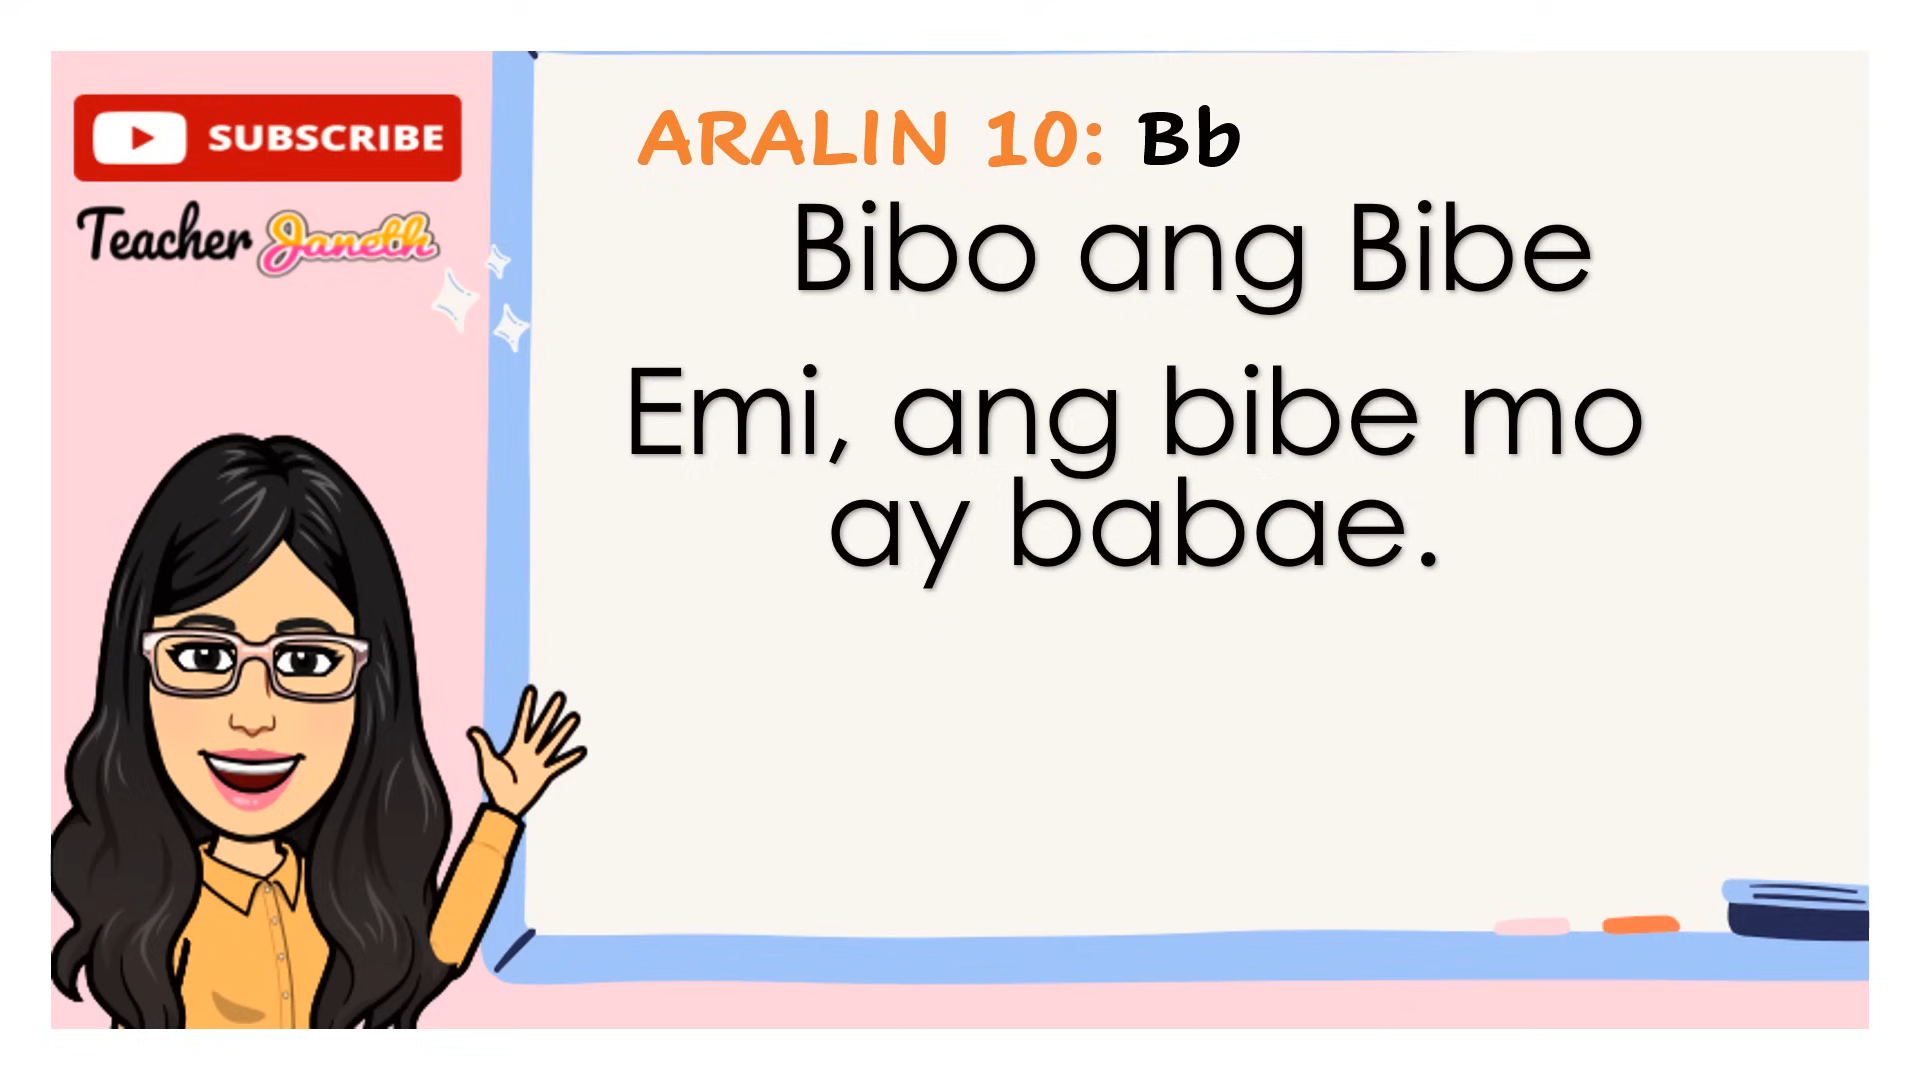 SUBSCRIBE
Teacher Janeth
ARALIN 10: Bb
Bibo ang Bibe
Emi, ang bibe mo
ay babae.